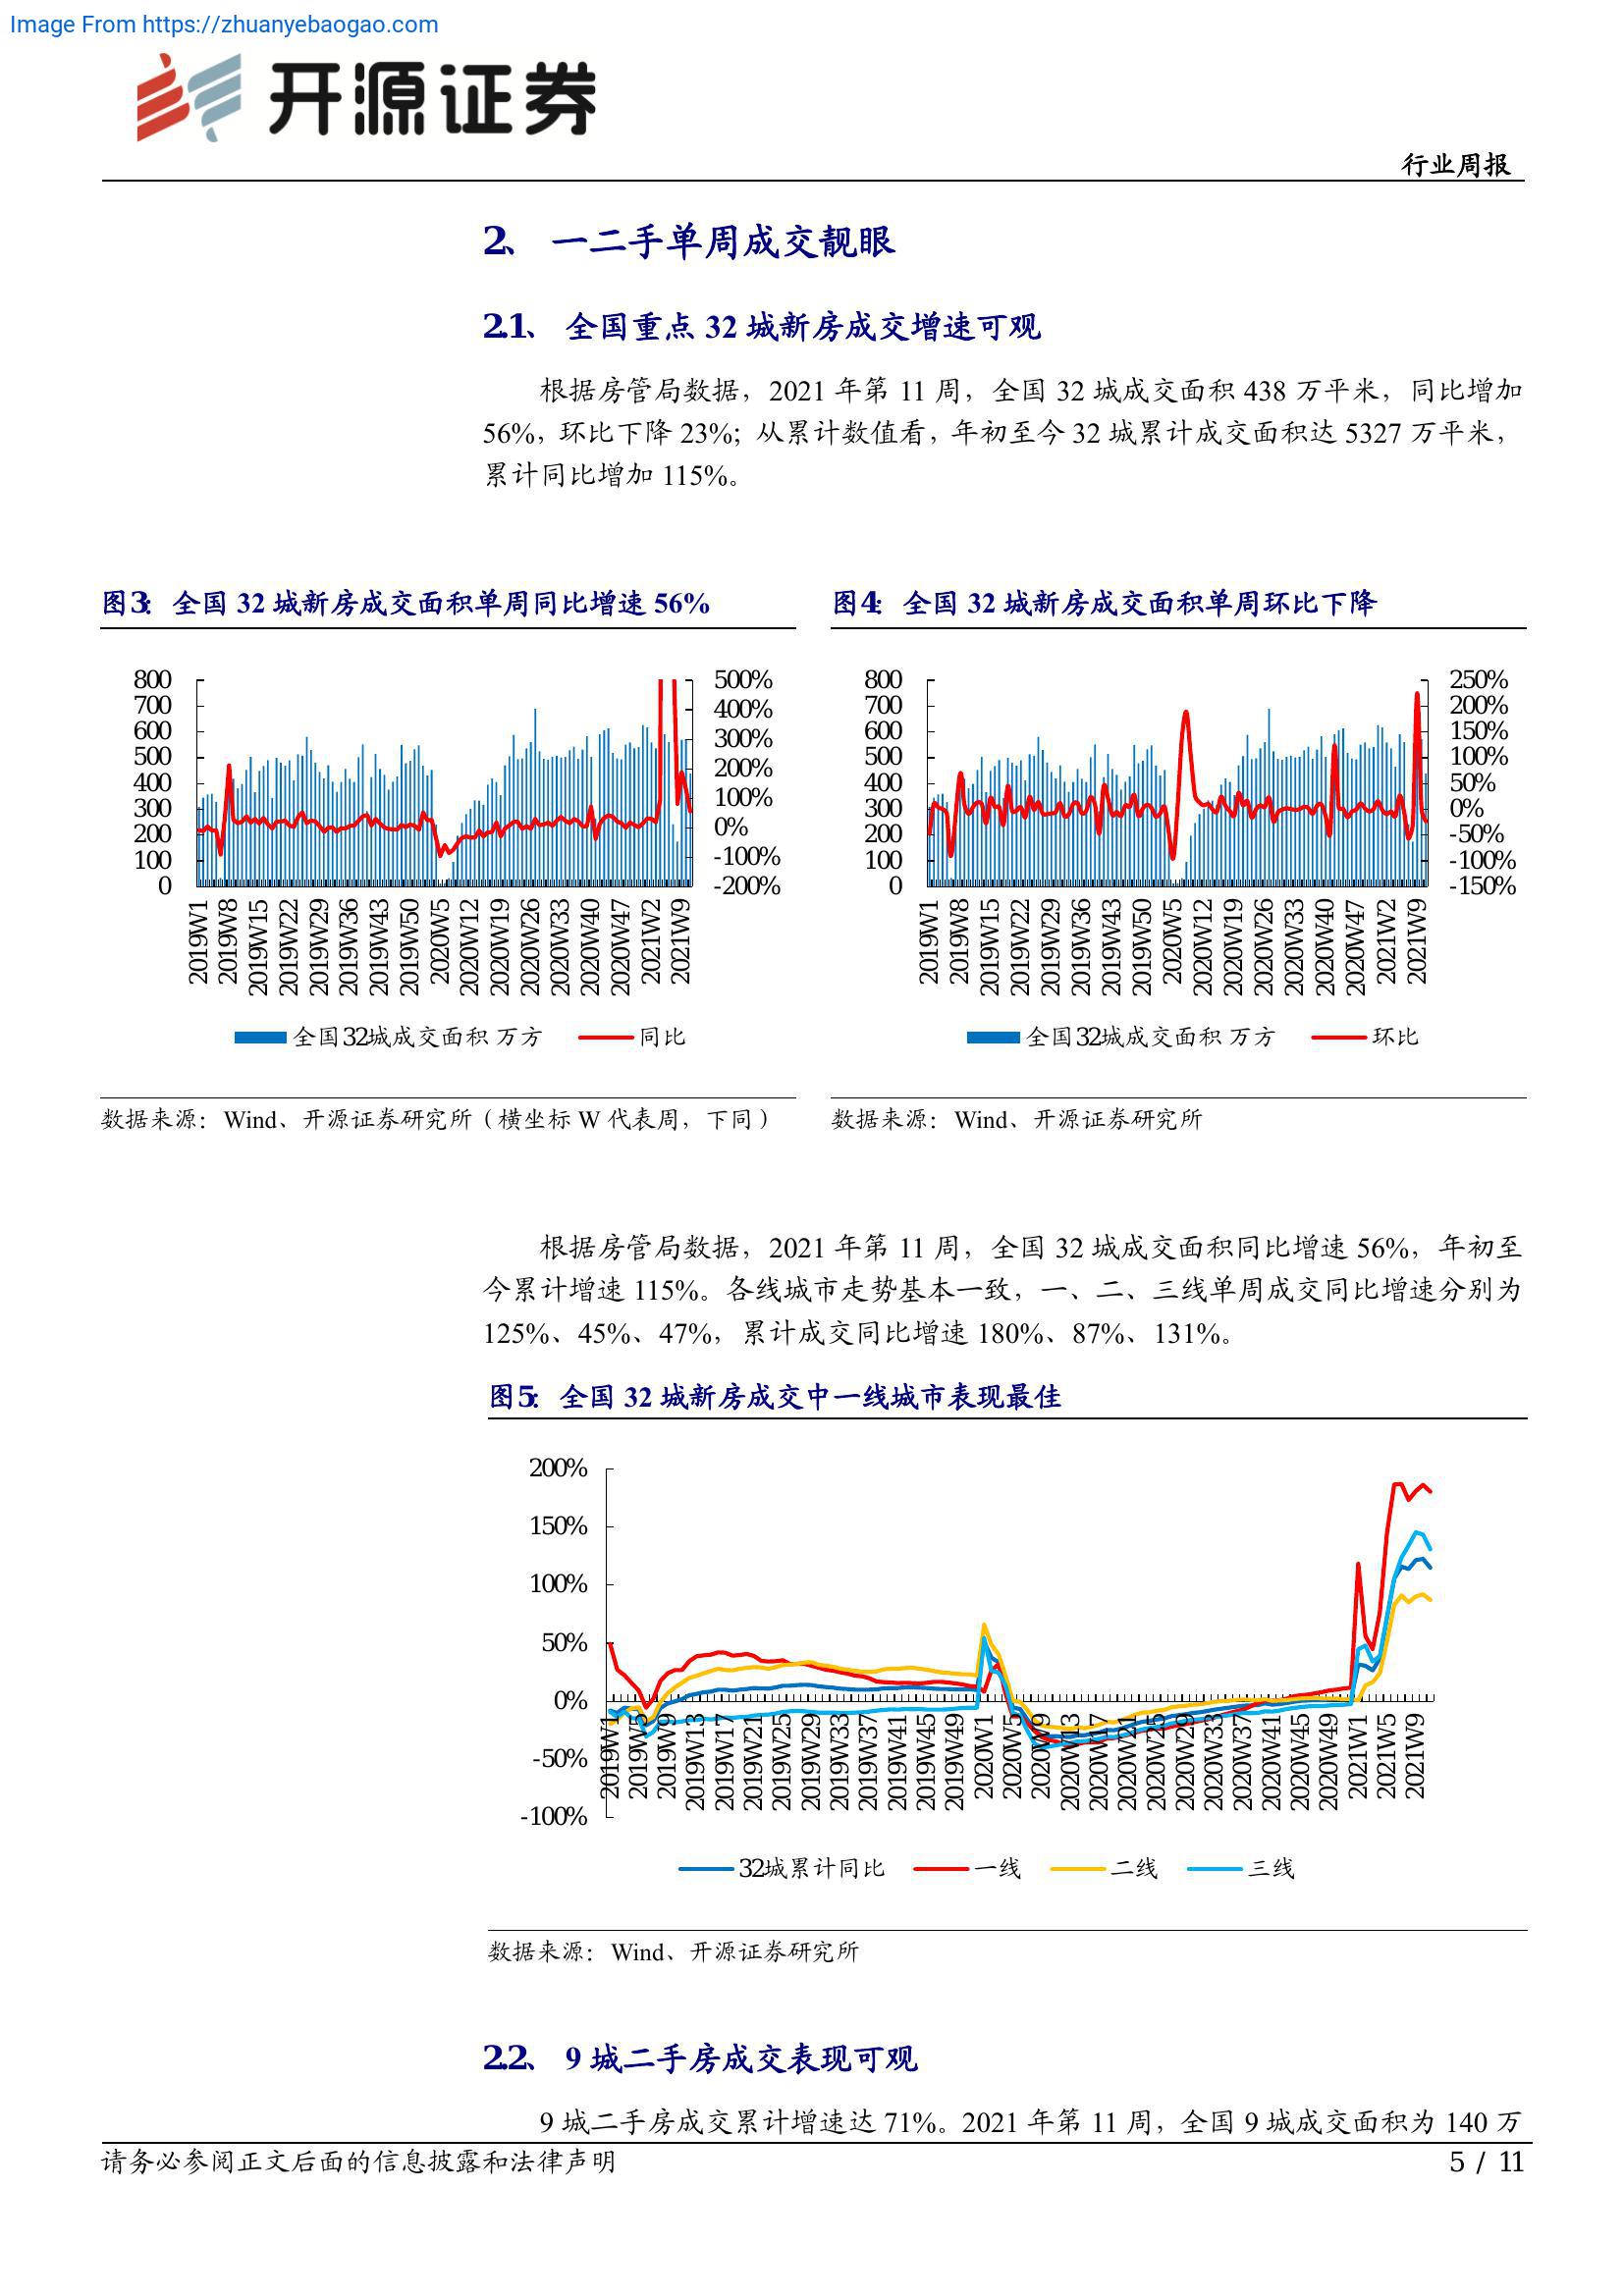 Image From https://zhuanyebaogao.com
开源证券
行业周报
2、 一二手单周成交靓眼
2.1、 全国重点 32 城新房成交增速可观
根据房管局数据，2021 年第 11 周，全国 32 城成交面积 438 万平米，同比增加
56%，环比下降 23%；从累计数值看，年初至今 32 城累计成交面积达 5327 万平米，
累计同比增加 115%。
图3：全国 32 城新房成交面积单周同比增速 56%
800
700
600
500
400
300
200
100
0
500%
400%
300%
200%
100%
0%
-100%
-200%
2019W1
2019W8
2019W15
2019W22
2019W29
2019W36
2019W43
2019W50
2020W5
2020W12
2020W19
2020W26
2020W33
2020W40
2020W47
2021W2
2021W9
全国32城成交面积 万方
同比
数据来源：Wind、开源证券研究所（横坐标 W 代表周，下同）
图4：全国 32 城新房成交面积单周环比下降
800
700
600
500
400
300
200
100
0
250%
200%
150%
100%
50%
0%
-50%
-100%
-150%
2019W1
2019W8
2019W15
2019W22
2019W29
2019W36
2019W43
2019W50
2020W5
2020W12
2020W19
2020W26
2020W33
2020W40
2020W47
2021W2
2021W9
全国32城成交面积 万方
环比
数据来源：Wind、开源证券研究所
根据房管局数据，2021 年第 11 周，全国 32 城成交面积同比增速 56%，年初至
今累计增速 115%。各线城市走势基本一致，一、二、三线单周成交同比增速分别为
125%、45%、47%，累计成交同比增速 180%、87%、131%。
图5：全国 32 城新房成交中一线城市表现最佳
200%
150%
100%
50%
0%
-50%
-100%
2019W1
2019W5
2019W9
2019W13
2019W17
2019W21
2019W25
2019W29
2019W33
2019W37
2019W41
2019W45
2019W49
2020W1
2020W5
2020W9
2020W13
2020W17
2020W21
2020W25
2020W29
2020W33
2020W37
2020W41
2020W45
2020W49
2021W1
2021W5
2021W9
32城累计同比
一线
二线
三线
数据来源：Wind、开源证券研究所
2.2、 9 城二手房成交表现可观
9 城二手房成交累计增速达 71%。2021 年第 11 周，全国 9 城成交面积为 140 万
请务必参阅正文后面的信息披露和法律声明
5 / 11